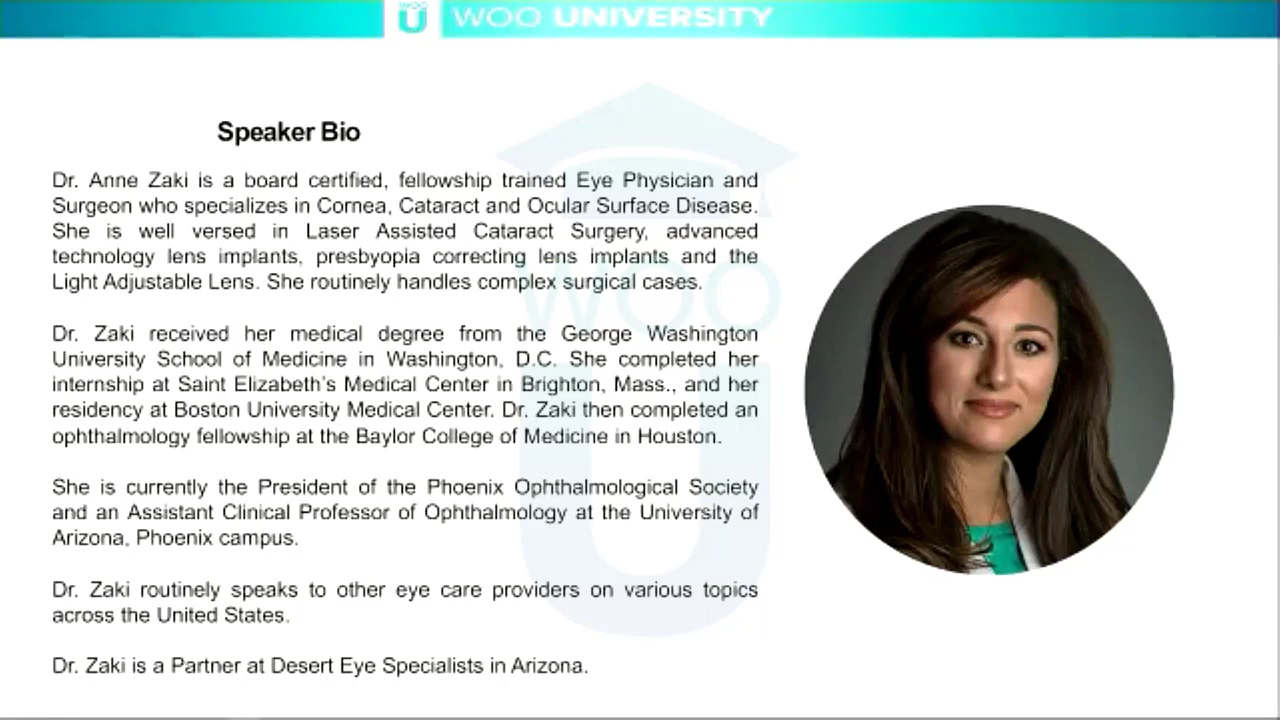 WOO
U
WOO UNIVERSITY
Speaker Bio
Dr. Anne Zaki is a board certified, fellowship trained Eye Physician and
Surgeon who specializes in Cornea, Cataract and Ocular Surface Disease.
She is well versed in Laser Assisted Cataract Surgery, advanced
technology lens implants, presbyopia correcting lens implants and the
Light Adjustable Lens. She routinely handles complex surgical cases.
Dr. Zaki received her medical degree from the George Washington
University School of Medicine in Washington, D.C. She completed her
internship at Saint Elizabeth’s Medical Center in Brighton, Mass., and her
residency at Boston University Medical Center. Dr. Zaki then completed an
ophthalmology fellowship at the Baylor College of Medicine in Houston.
She is currently the President of the Phoenix Ophthalmological Society
and an Assistant Clinical Professor of Ophthalmology at the University of
Arizona, Phoenix campus.
Dr. Zaki routinely speaks to other eye care providers on various topics
across the United States.
Dr. Zaki is a Partner at Desert Eye Specialists in Arizona.
WOO
U